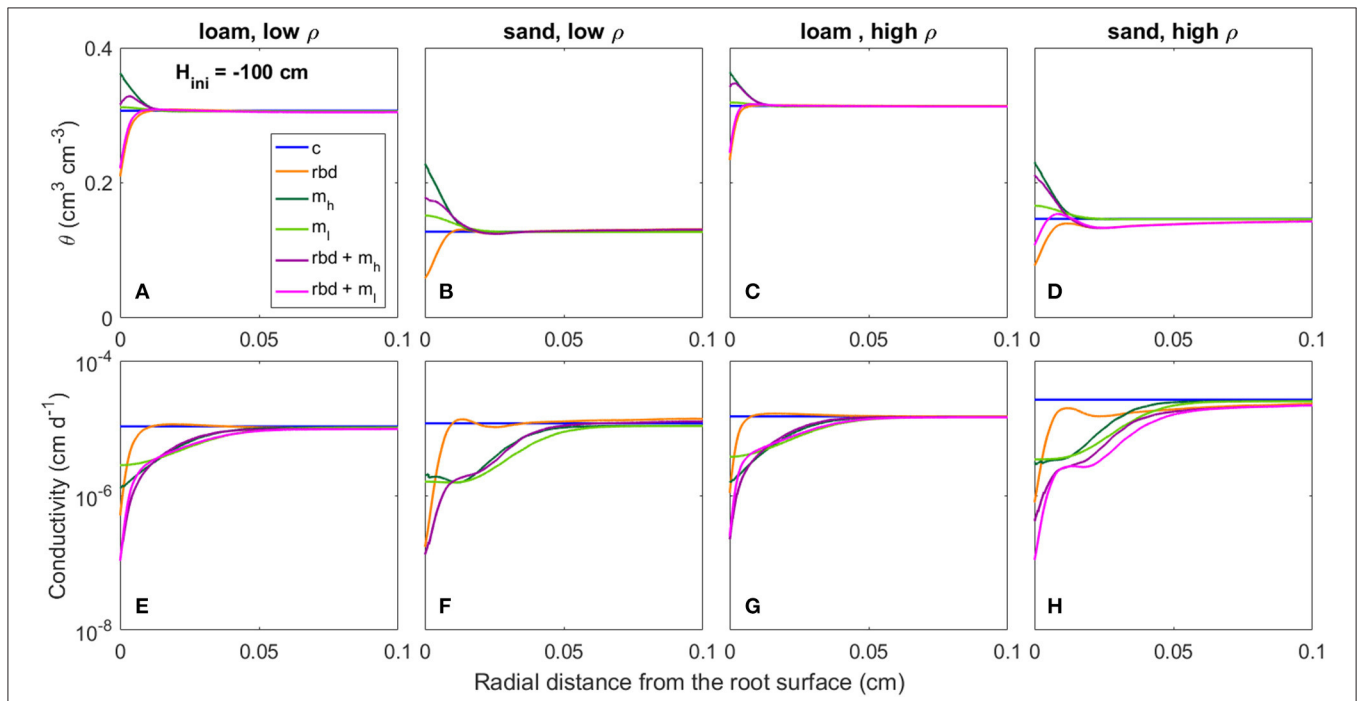 loam, low ρ
sand, low ρ
loam , high ρ
sand, high ρ
H_ini = -100 cm
θ (cm³ cm⁻³)
0.4
0.2
0
c
rbd
m_h
m_l
rbd + m_h
rbd + m_l
A
B
C
D
0 0.05 0.1
0 0.05 0.1
0 0.05 0.1
0 0.05 0.1
Conductivity (cm d⁻¹)
10⁻⁴
10⁻⁶
10⁻⁸
E
F
G
H
0 0.05 0.1
0 0.05 0.1
0 0.05 0.1
0 0.05 0.1
Radial distance from the root surface (cm)